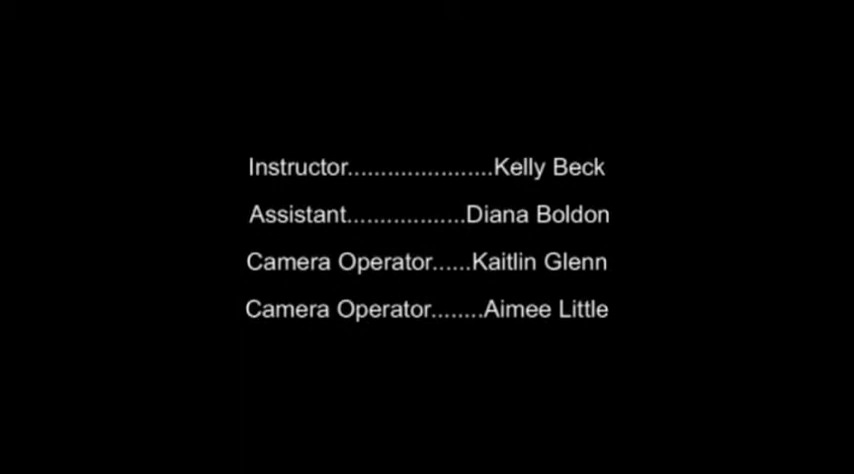 Instructor......................Kelly Beck
Assistant..................Diana Boldon
Camera Operator......Kaitlin Glenn
Camera Operator........Aimee Little